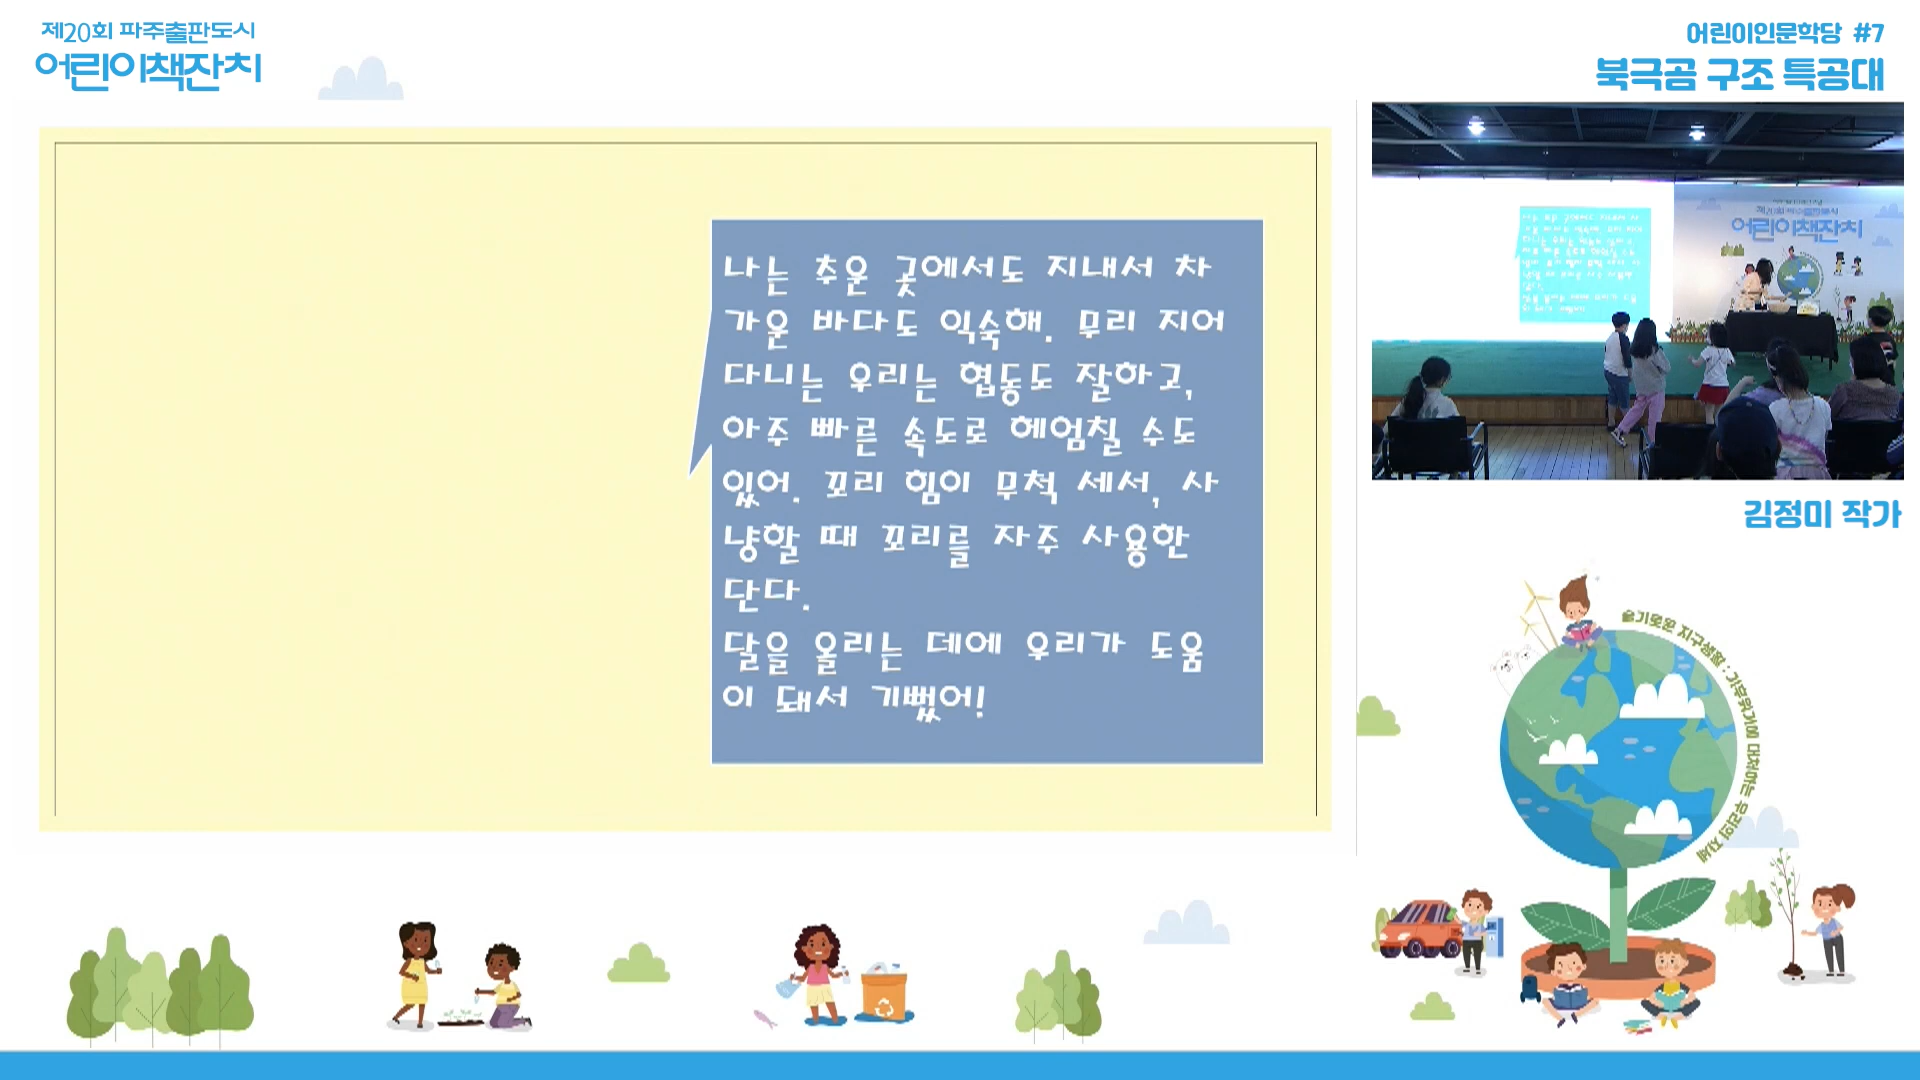 제20회 파주출판도시
어린이책잔치
어린이인문학당 #7
북극곰 구조 특공대
나는 추운 곳에서도 지내서 차
가운 바다도 익숙해. 무리 지어
다니는 우리는 협동도 잘하고,
아주 빠른 속도로 헤엄칠 수도
있어. 꼬리 힘이 무척 세서, 사
냥할 때 꼬리를 자주 사용한
단다.
달을 올리는 데에 우리가 도움
이 돼서 기뻤어!
어린이책잔치
김정미 작가
슬기로운 지구생활 : 기후위기에 대처하는 우리의 자세